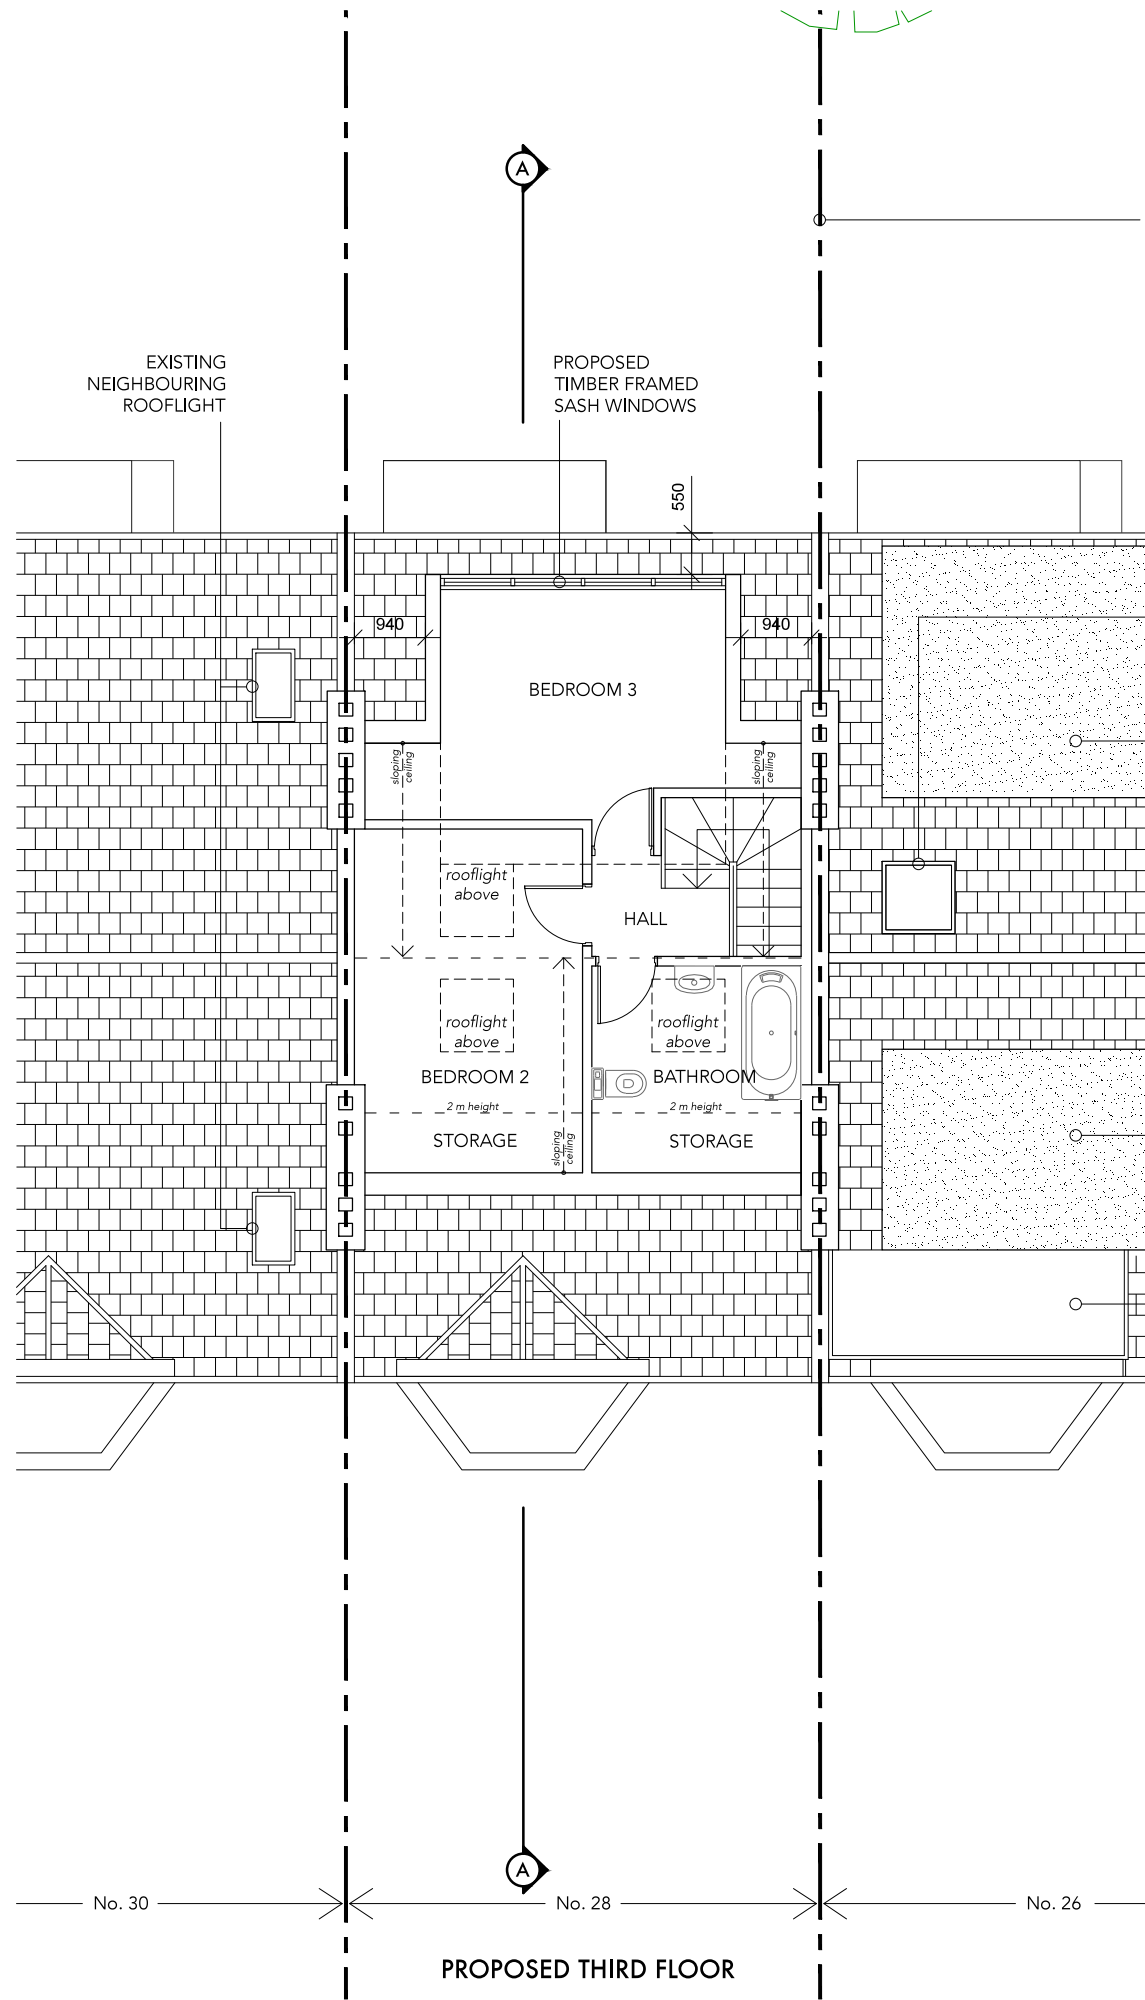 A
EXISTING
NEIGHBOURING
ROOFLIGHT
PROPOSED
TIMBER FRAMED
SASH WINDOWS
550
940
940
BEDROOM 3
sloping
ceiling
sloping
ceiling
rooflight
above
HALL
rooflight
above
rooflight
above
BEDROOM 2
BATHROOM
2 m height
2 m height
STORAGE
STORAGE
sloping
ceiling
A
No. 30
No. 28
No. 26
PROPOSED THIRD FLOOR